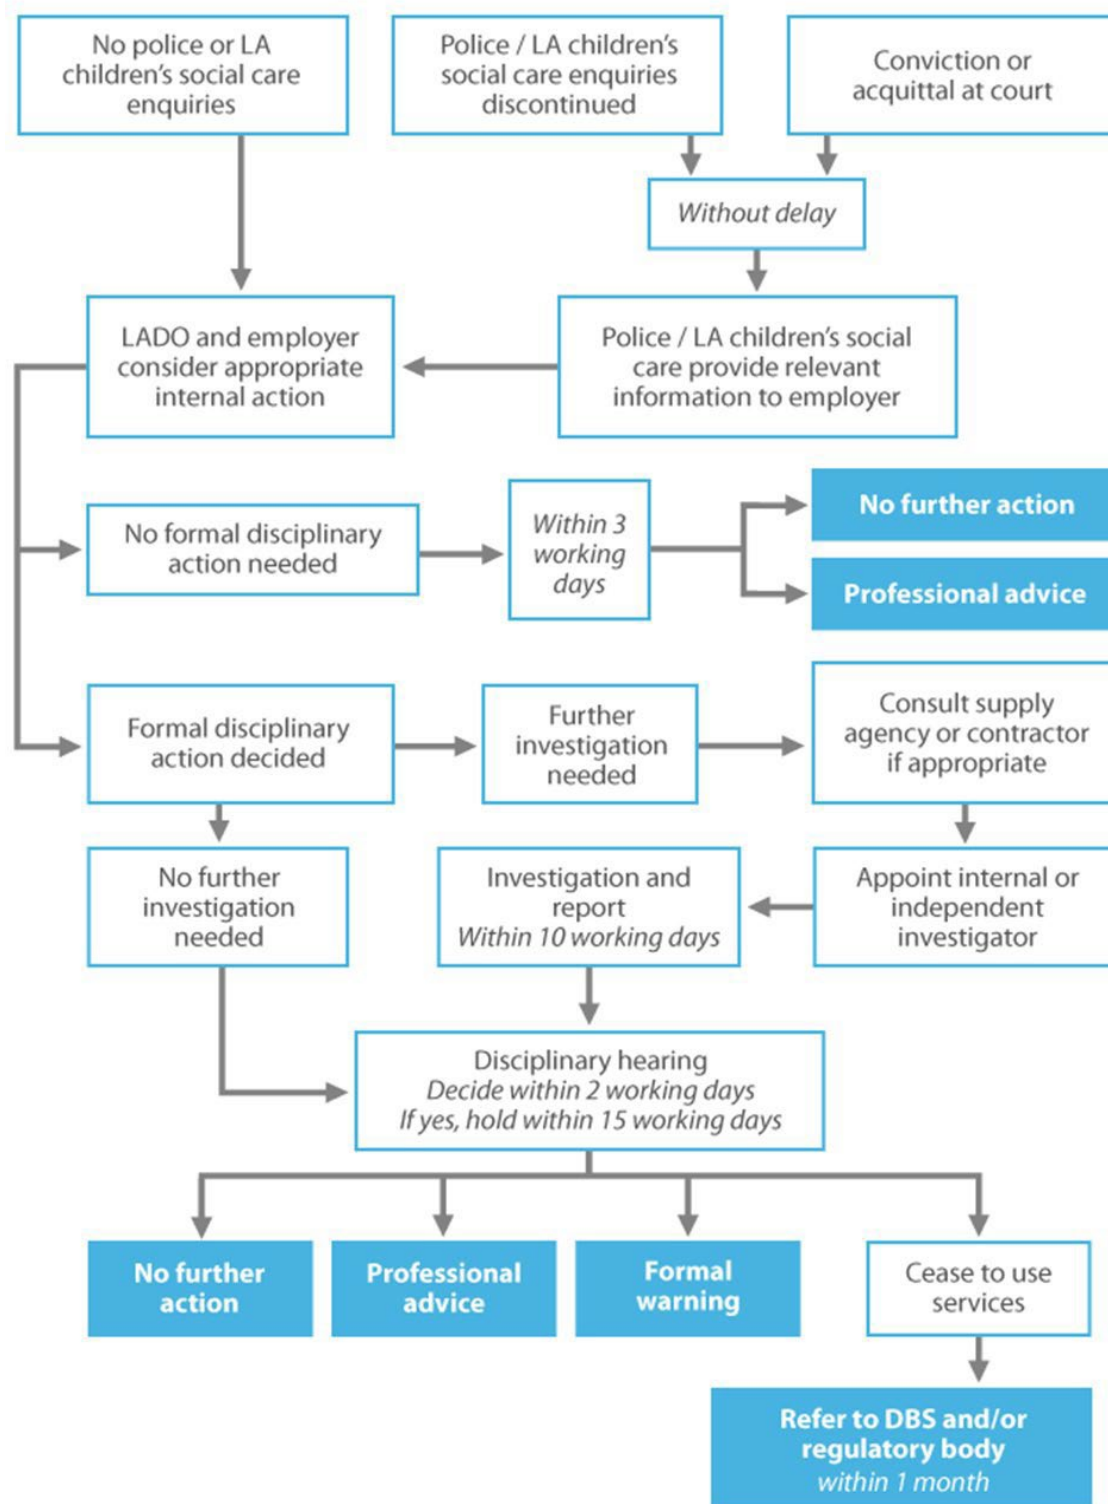 No police or LA
children’s social care
enquiries
Police / LA children’s
social care enquiries
discontinued
Conviction or
acquittal at court
Without delay
LADO and employer
consider appropriate
internal action
Police / LA children’s social
care provide relevant
information to employer
No formal disciplinary
action needed
Within 3
working
days
No further action
Professional advice
Formal disciplinary
action decided
Further
investigation
needed
Consult supply
agency or contractor
if appropriate
No further
investigation
needed
Investigation and
report
Within 10 working days
Appoint internal or
independent
investigator
Disciplinary hearing
Decide within 2 working days
If yes, hold within 15 working days
No further
action
Professional
advice
Formal
warning
Cease to use
services
Refer to DBS and/or
regulatory body
within 1 month